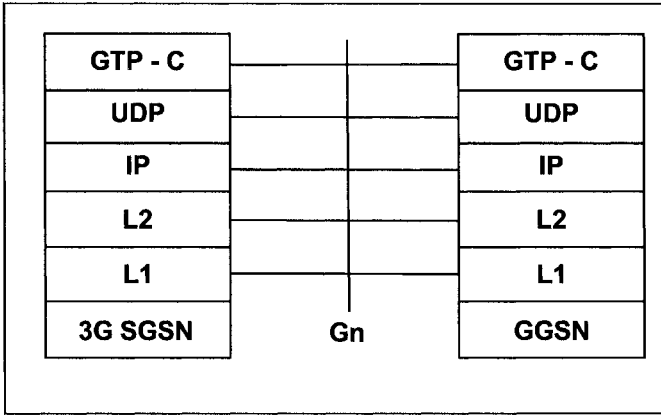 GTP - C GTP - C
UDP UDP
IP IP
L2 L2
L1 L1
3G SGSN Gn GGSN